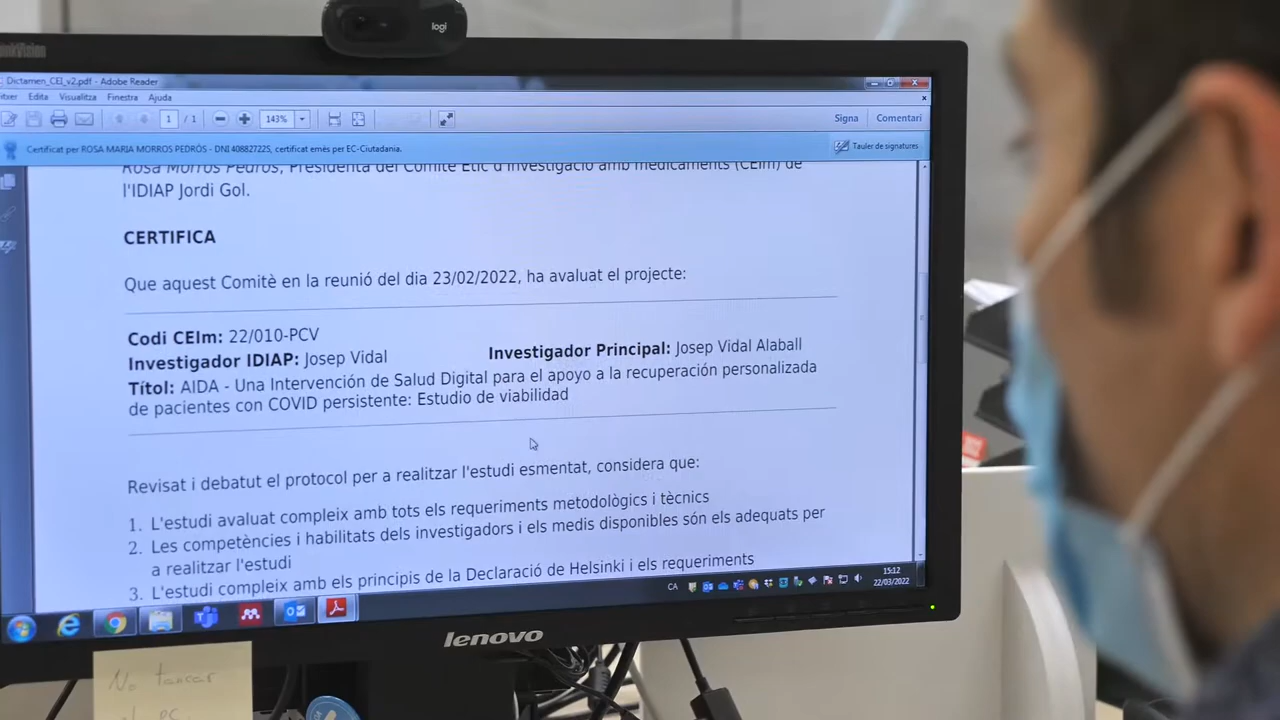 logi
ThinkVision
Dictamen_CEI_v2.pdf - Adobe Reader
Edita Visualitza Finestra Ajuda
1 / 1 143% Signa Comentari
Certificat per ROSA MARIA MORROS PEDRÓS - DNI 40882722S, certificat emès per EC-Ciutadania. Tauler de signatures
Rosa Morros Pedrós, Presidenta del Comitè Ètic d'Investigació amb medicaments (CEIm) de
l'IDIAP Jordi Gol.
CERTIFICA
Que aquest Comitè en la reunió del dia 23/02/2022, ha avaluat el projecte:
Codi CEIm: 22/010-PCV
Investigador IDIAP: Josep Vidal Investigador Principal: Josep Vidal Alaball
Títol: AIDA - Una Intervención de Salud Digital para el apoyo a la recuperación personalizada
de pacientes con COVID persistente: Estudio de viabilidad
Revisat i debatut el protocol per a realitzar l'estudi esmentat, considera que:
1. L'estudi avaluat compleix amb tots els requeriments metodològics i tècnics
2. Les competències i habilitats dels investigadors i els medis disponibles són els adequats per
a realitzar l'estudi
3. L'estudi compleix amb els principis de la Declaració de Helsinki i els requeriments
CA 15:12
22/03/2022
lenovo
No tancar
el PC